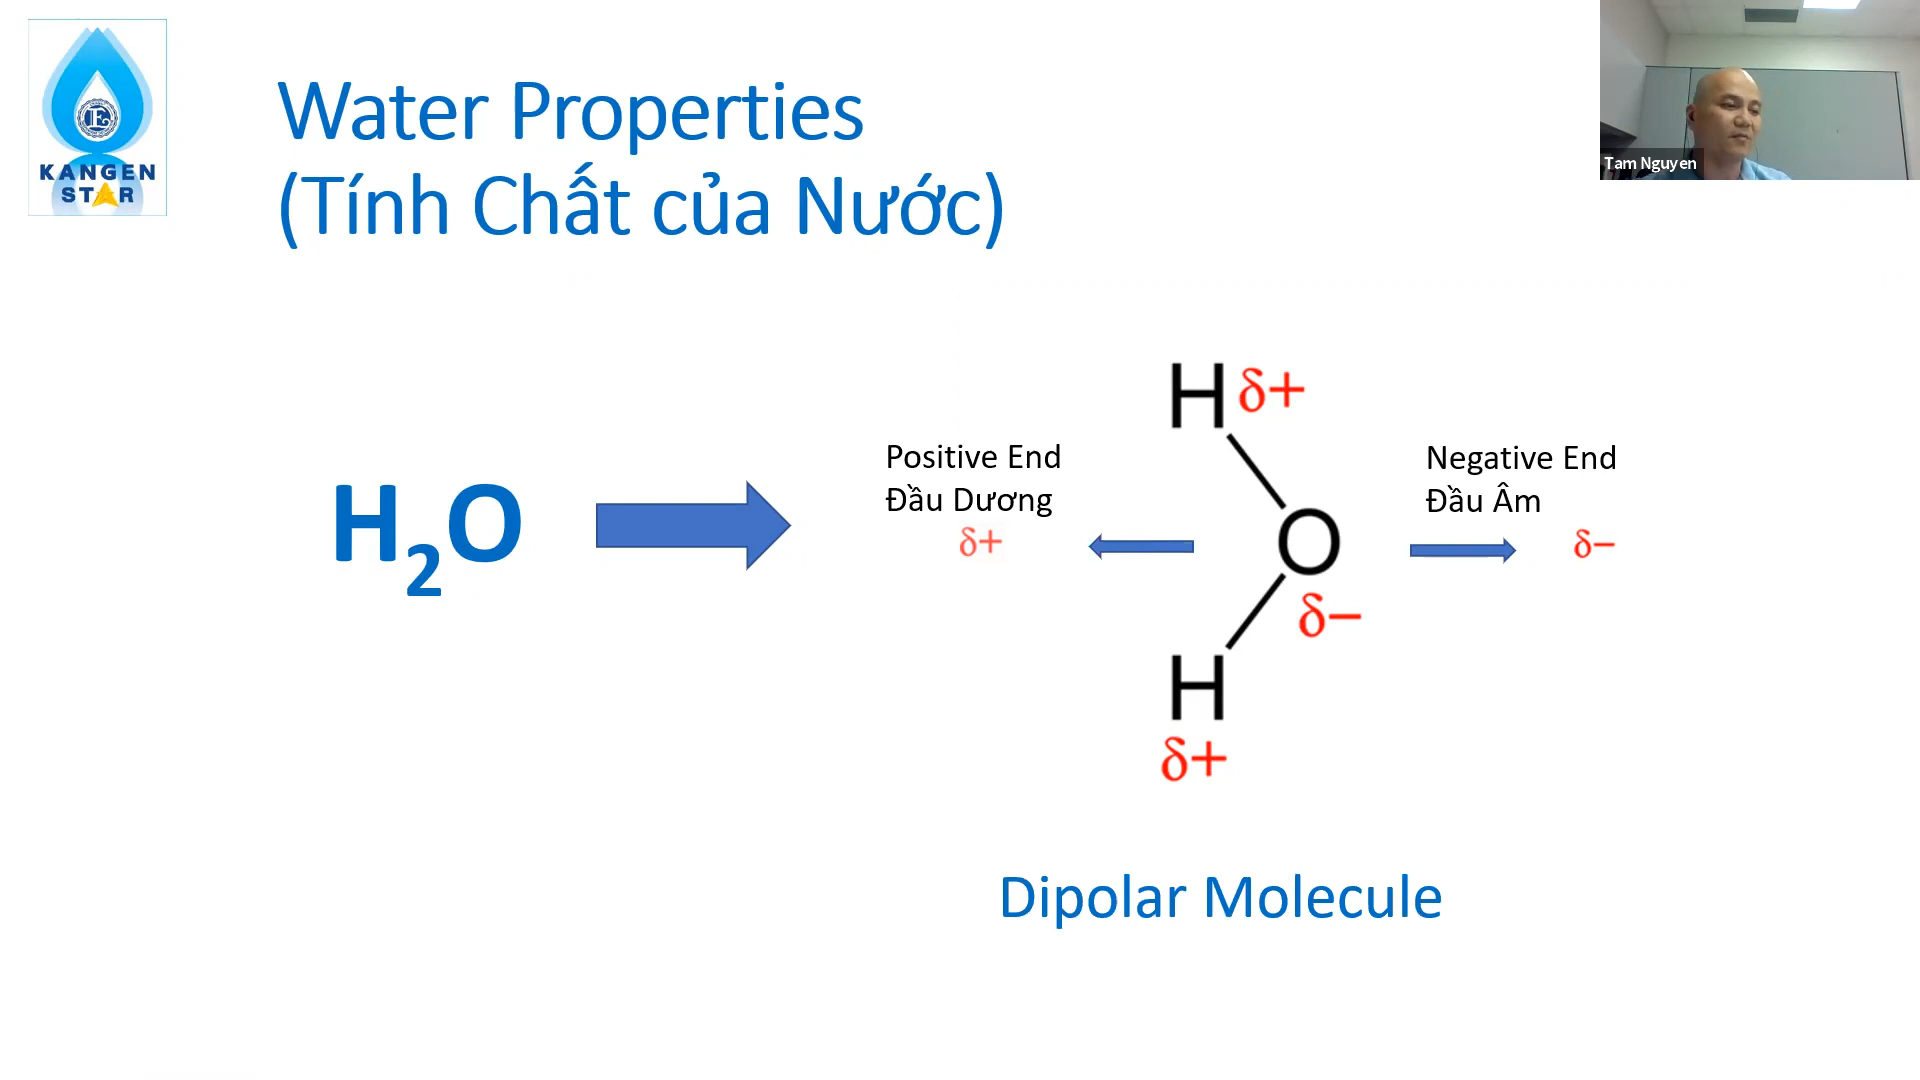 KANGEN
STAR
E
Water Properties
(Tính Chất của Nước)
Tam Nguyen
H₂O
Positive End
Đầu Dương
δ+
H δ+
O
δ−
H
δ+
Negative End
Đầu Âm
δ−
Dipolar Molecule